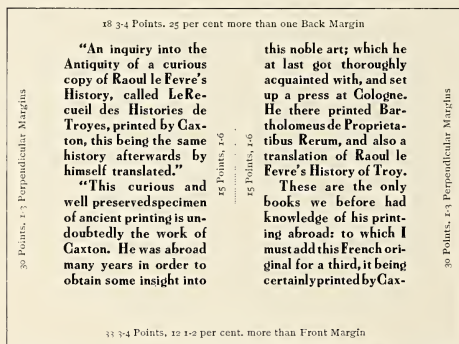 18 3-4 Points. 25 per cent more than one Back Margin
30 Points, 1-3 Perpendicular Margins
"An inquiry into the
Antiquity of a curious
copy of Raoul le Fevre's
History, called LeRe-
cueil des Histories de
Troyes, printed by Cax-
ton, this being the same
history afterwards by
himself translated."
"This curious and
well preserved specimen
of ancient printing is un-
doubtedly the work of
Caxton. He was abroad
many years in order to
obtain some insight into
15 Points, 1-6
15 Points, 1-6
this noble art; which he
at last got thoroughly
acquainted with, and set
up a press at Cologne.
He there printed Bar-
tholomeus de Proprieta-
tibus Rerum, and also a
translation of Raoul le
Fevre's History of Troy.
These are the only
books we before had
knowledge of his print-
ing abroad: to which I
must add this French ori-
ginal for a third, it being
certainly printed by Cax-
30 Points, 1-3 Perpendicular Margins
33 3-4 Points, 12 1-2 per cent. more than Front Margin